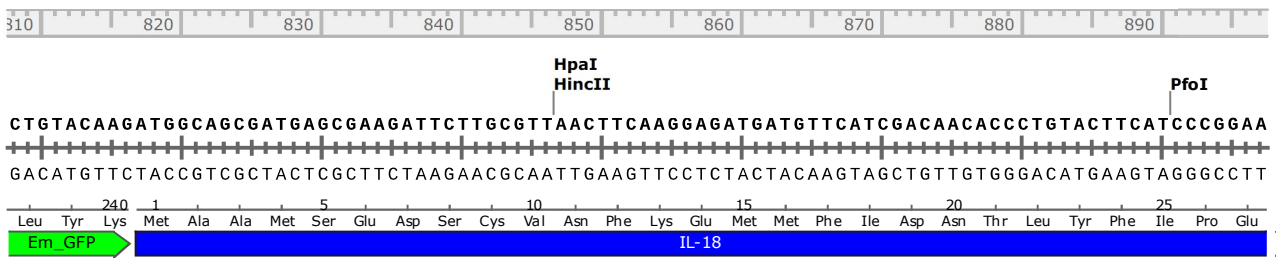 810 820 830 840 850 860 870 880 890
HpaI
HincII PfoI
CTGTACAAGATGGCAGCGATGAGCGAAGATTCTTGCGTTAACTTCAAGGAGATGATGTTCATCGACAACACCCTGTACTTCATCCCGGAA
GACATGTTCTACCGTCGCTACTCGCTTCTAAGAACGCAATTGAAGTTCCTCTACTACAAGTAGCTGTTGTGGGACATGAAGTAGGGCCTT
240 1 5 10 15 20 25
Leu Tyr Lys Met Ala Ala Met Ser Glu Asp Ser Cys Val Asn Phe Lys Glu Met Met Phe Ile Asp Asn Thr Leu Tyr Phe Ile Pro Glu
Em_GFP IL-18